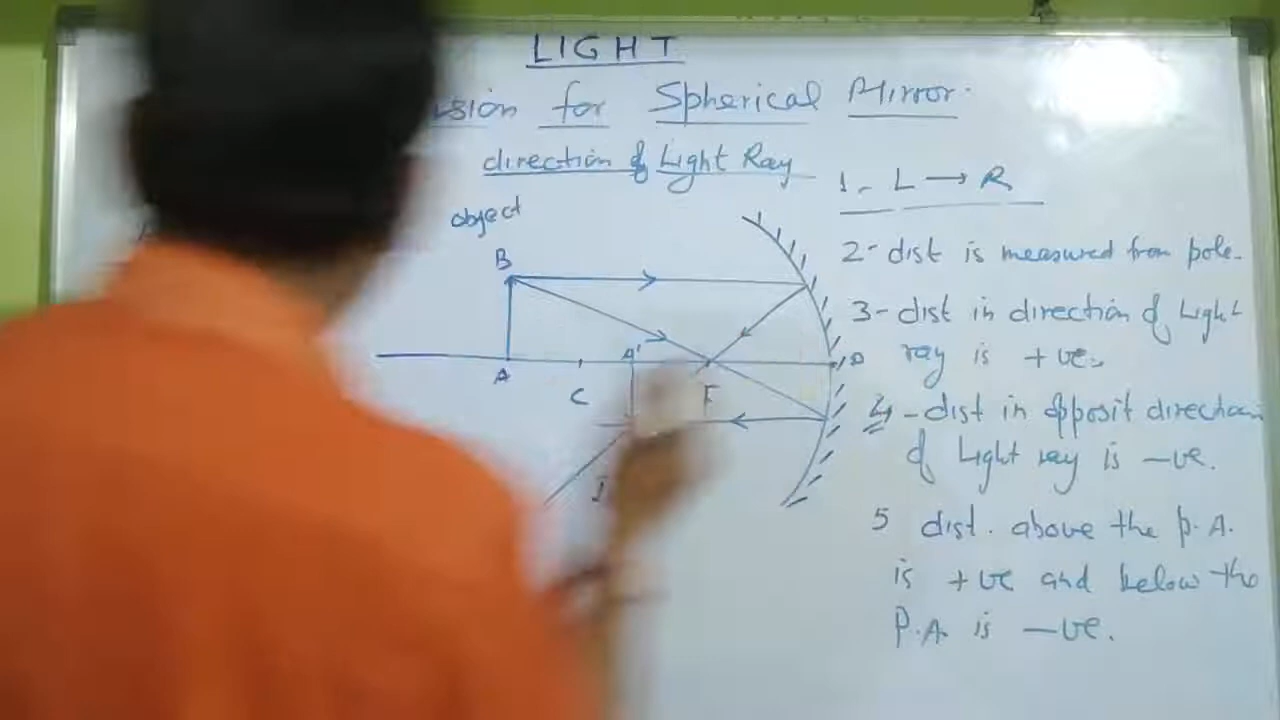 LIGHT
for Spherical Mirror.
direction of Light Ray
1. L → R
object
2- dist is measured from pole.
B
3- dist in direction of Light
ray is +ve.
A'
A
C
F
4 - dist in opposit direction
of Light ray is -ve.
5 dist. above the p.A.
is +ve and below the
P.A. is -ve.